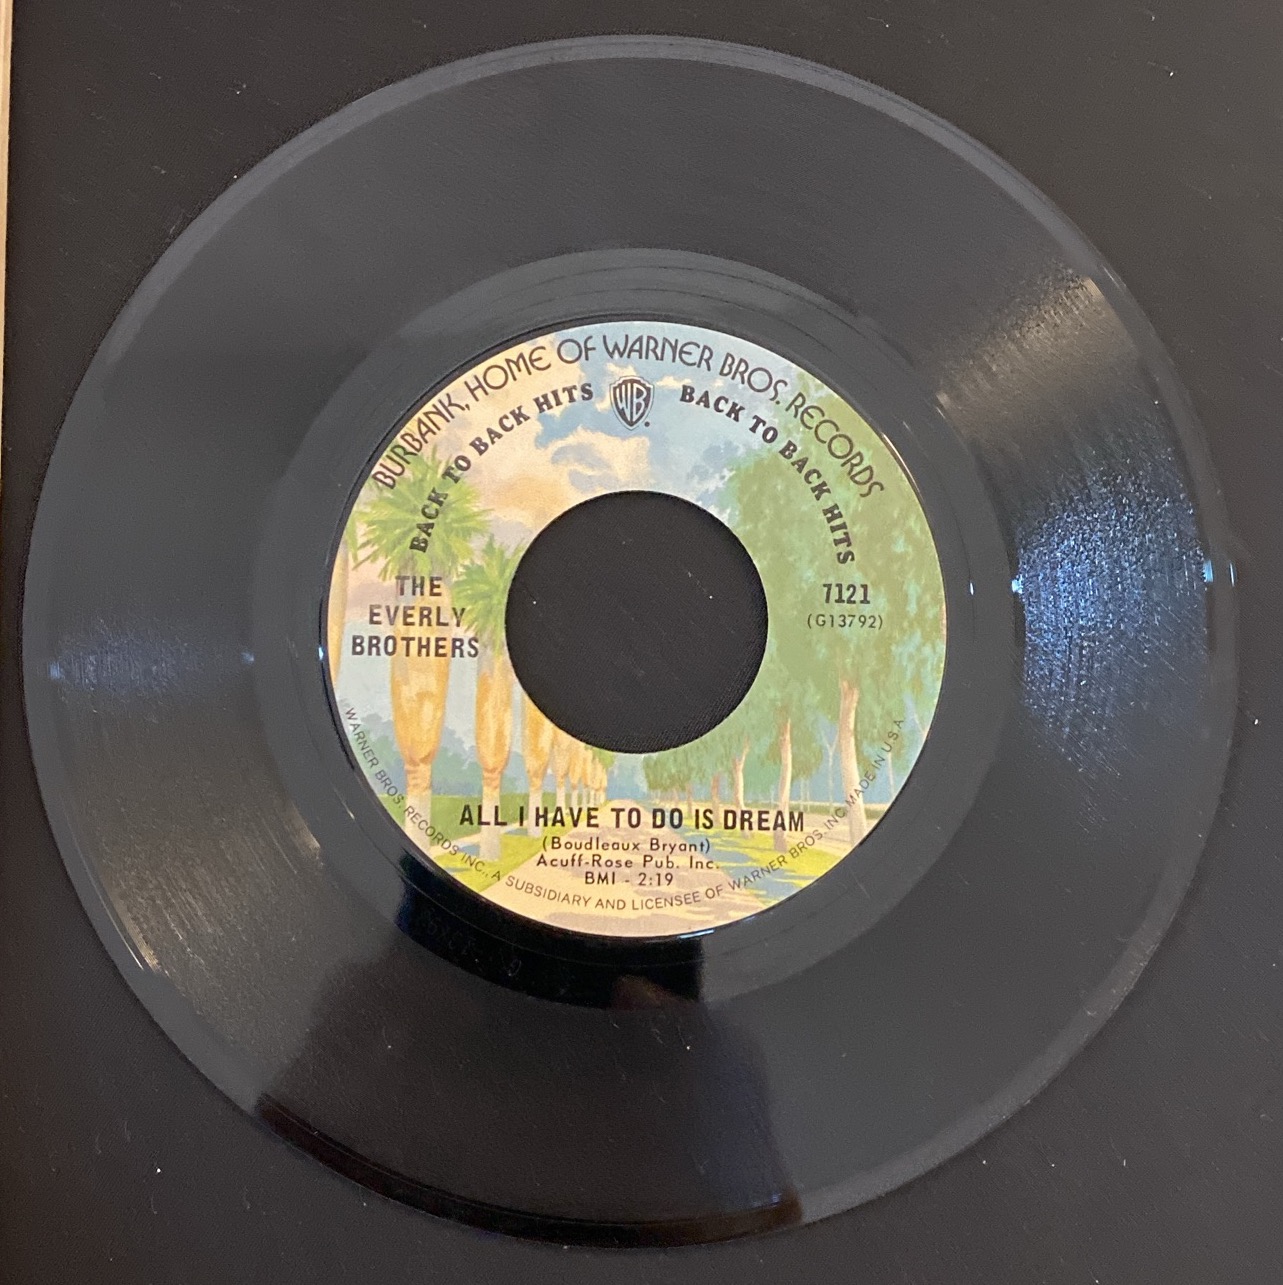 BURBANK, HOME OF WARNER BROS. RECORDS
BACK TO BACK HITS
WB
BACK TO BACK HITS
THE
EVERLY
BROTHERS
7121
(G13792)
ALL I HAVE TO DO IS DREAM
(Boudleaux Bryant)
Acuff-Rose Pub. Inc.
BMI - 2:19
WARNER BROS. RECORDS INC., A SUBSIDIARY AND LICENSEE OF WARNER BROS. INC. MADE IN U.S.A.